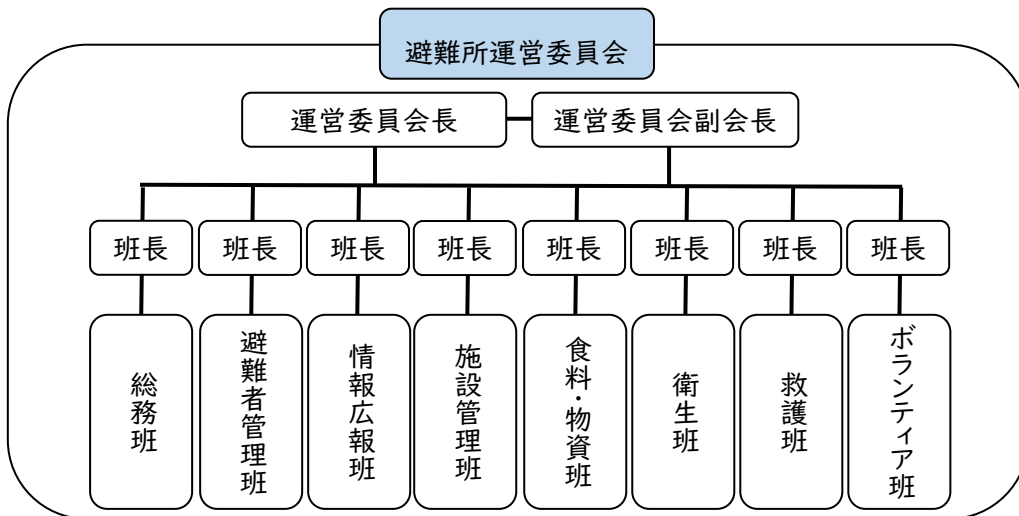 避難所運営委員会
運営委員会長
運営委員会副会長
班長
班長
班長
班長
班長
班長
班長
班長
総務班
避難者管理班
情報広報班
施設管理班
食料・物資班
衛生班
救護班
ボランティア班